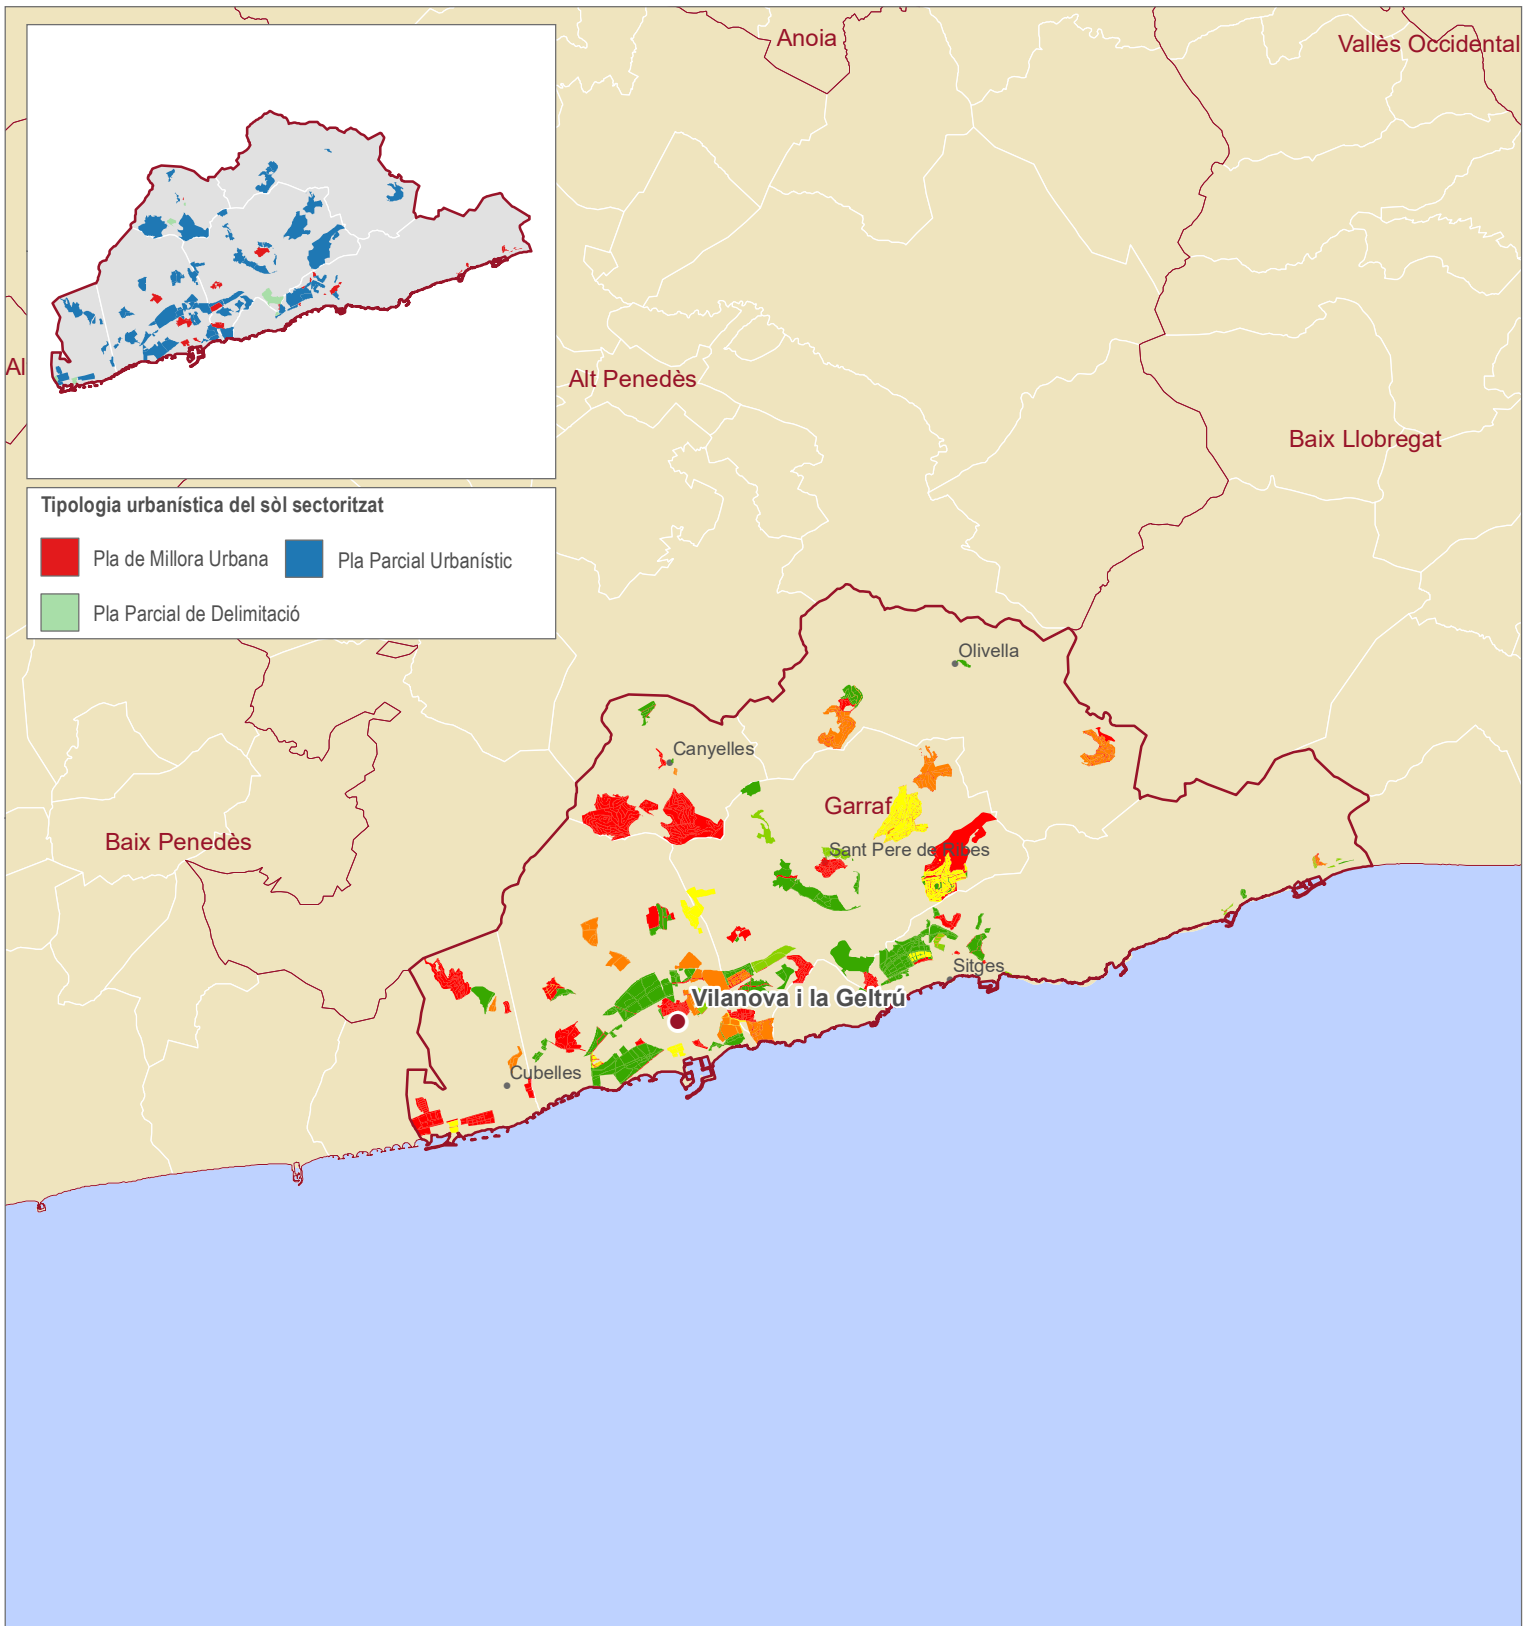 Anoia
Vallès Occidental
Al
Alt Penedès
Baix Llobregat
Tipologia urbanística del sòl sectoritzat
Pla de Millora Urbana
Pla Parcial Urbanístic
Pla Parcial de Delimitació
Olivella
Canyelles
Garraf
Baix Penedès
Sant Pere de Ribes
Sitges
Vilanova i la Geltrú
Cubelles